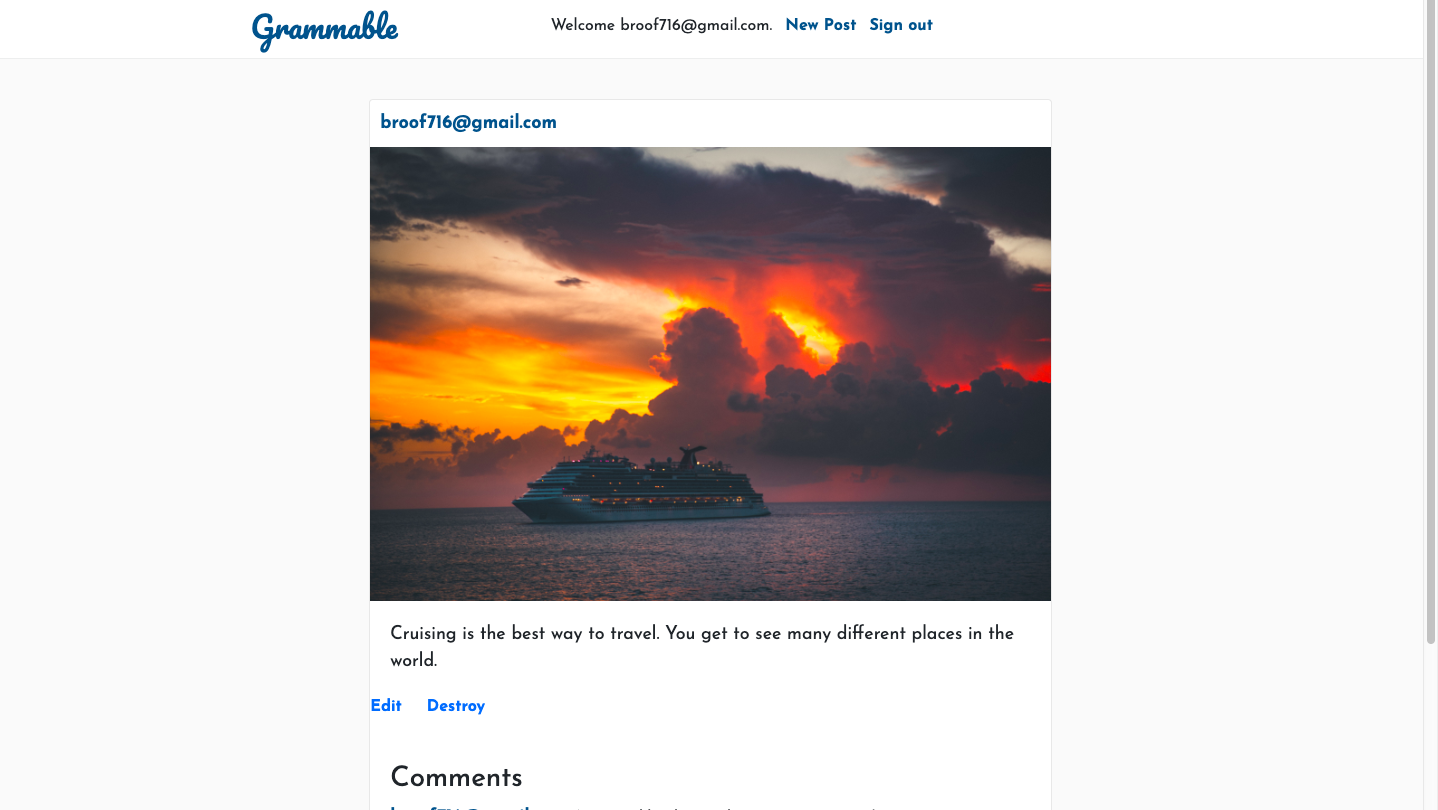 Grammable
Welcome broof716@gmail.com. New Post Sign out
broof716@gmail.com
Cruising is the best way to travel. You get to see many different places in the
world.
Edit Destroy
Comments